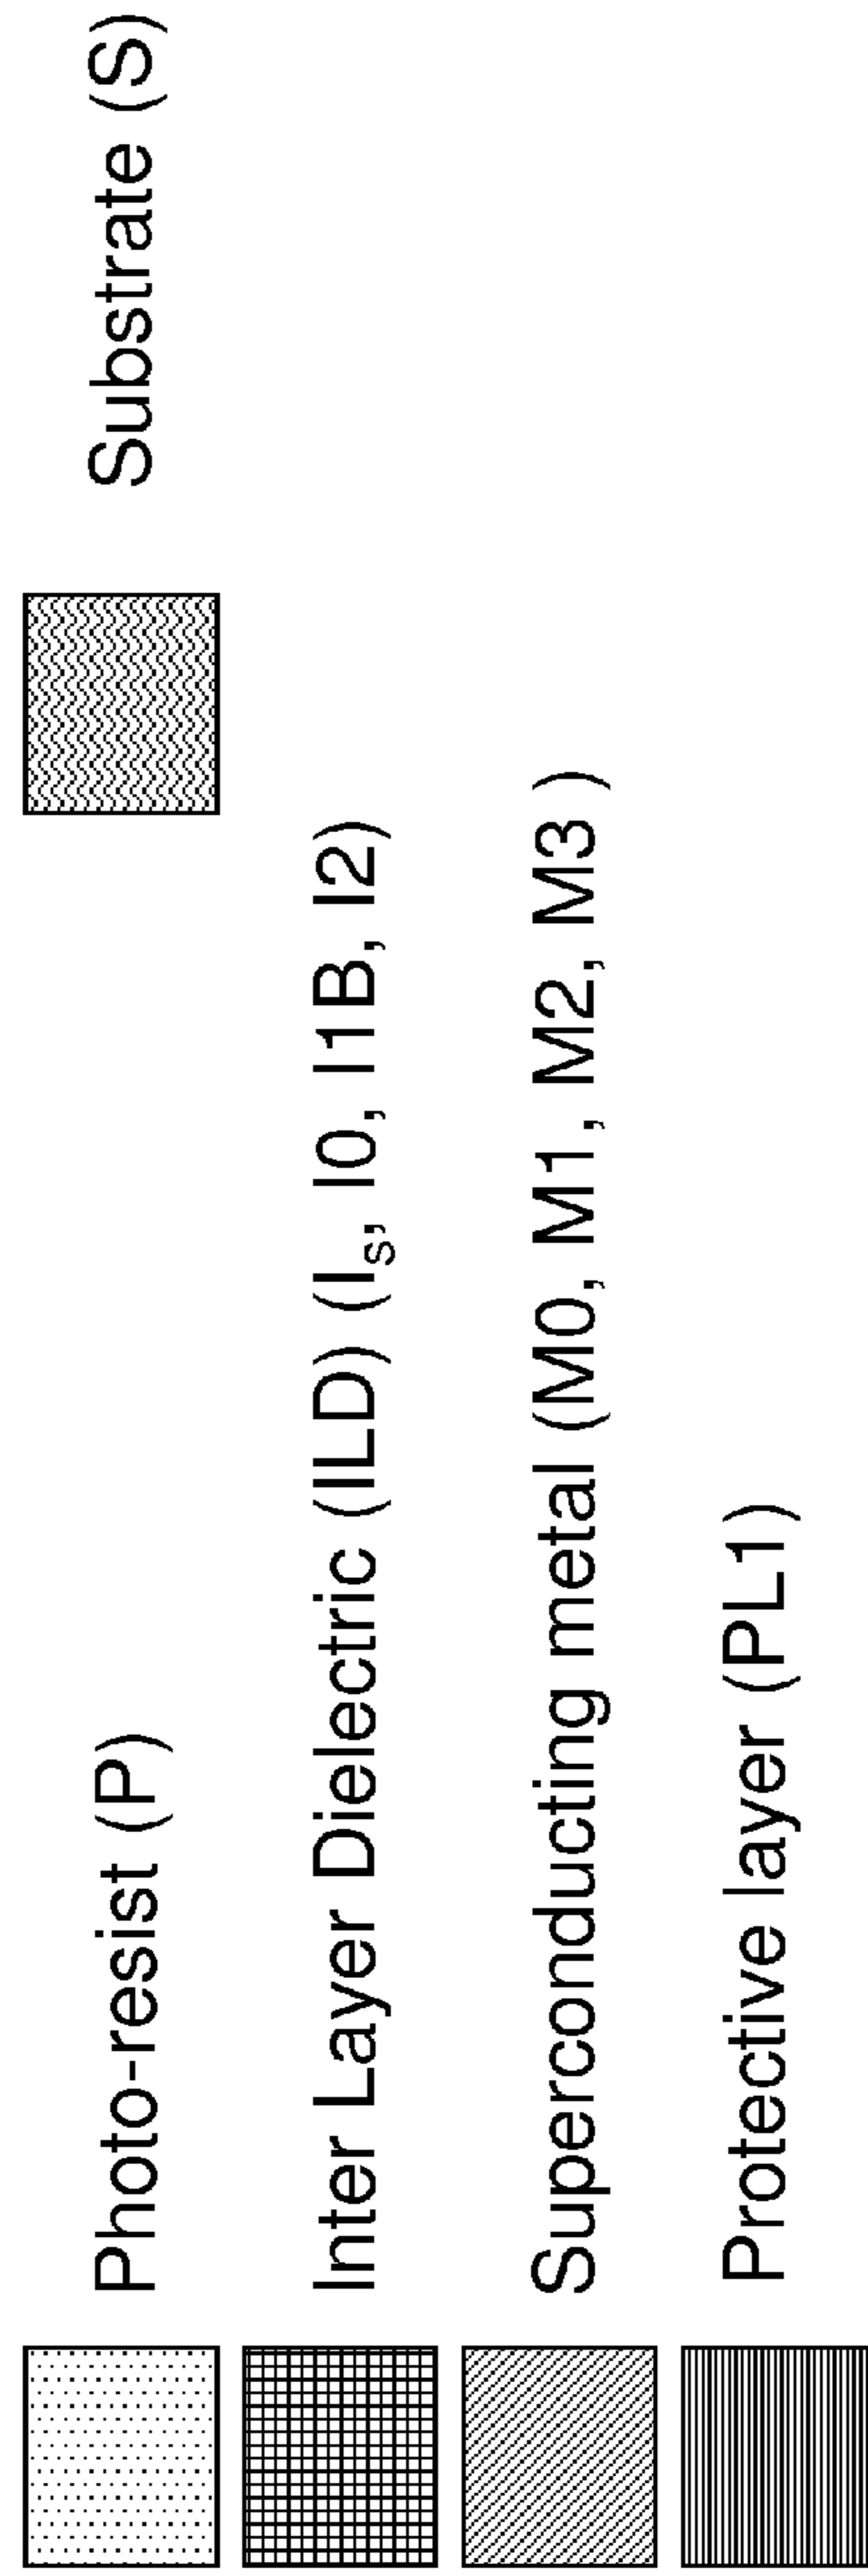 Photo-resist (P)
Substrate (S)
Inter Layer Dielectric (ILD) (Is, I0, I1B, I2)
Superconducting metal (M0, M1, M2, M3 )
Protective layer (PL1)